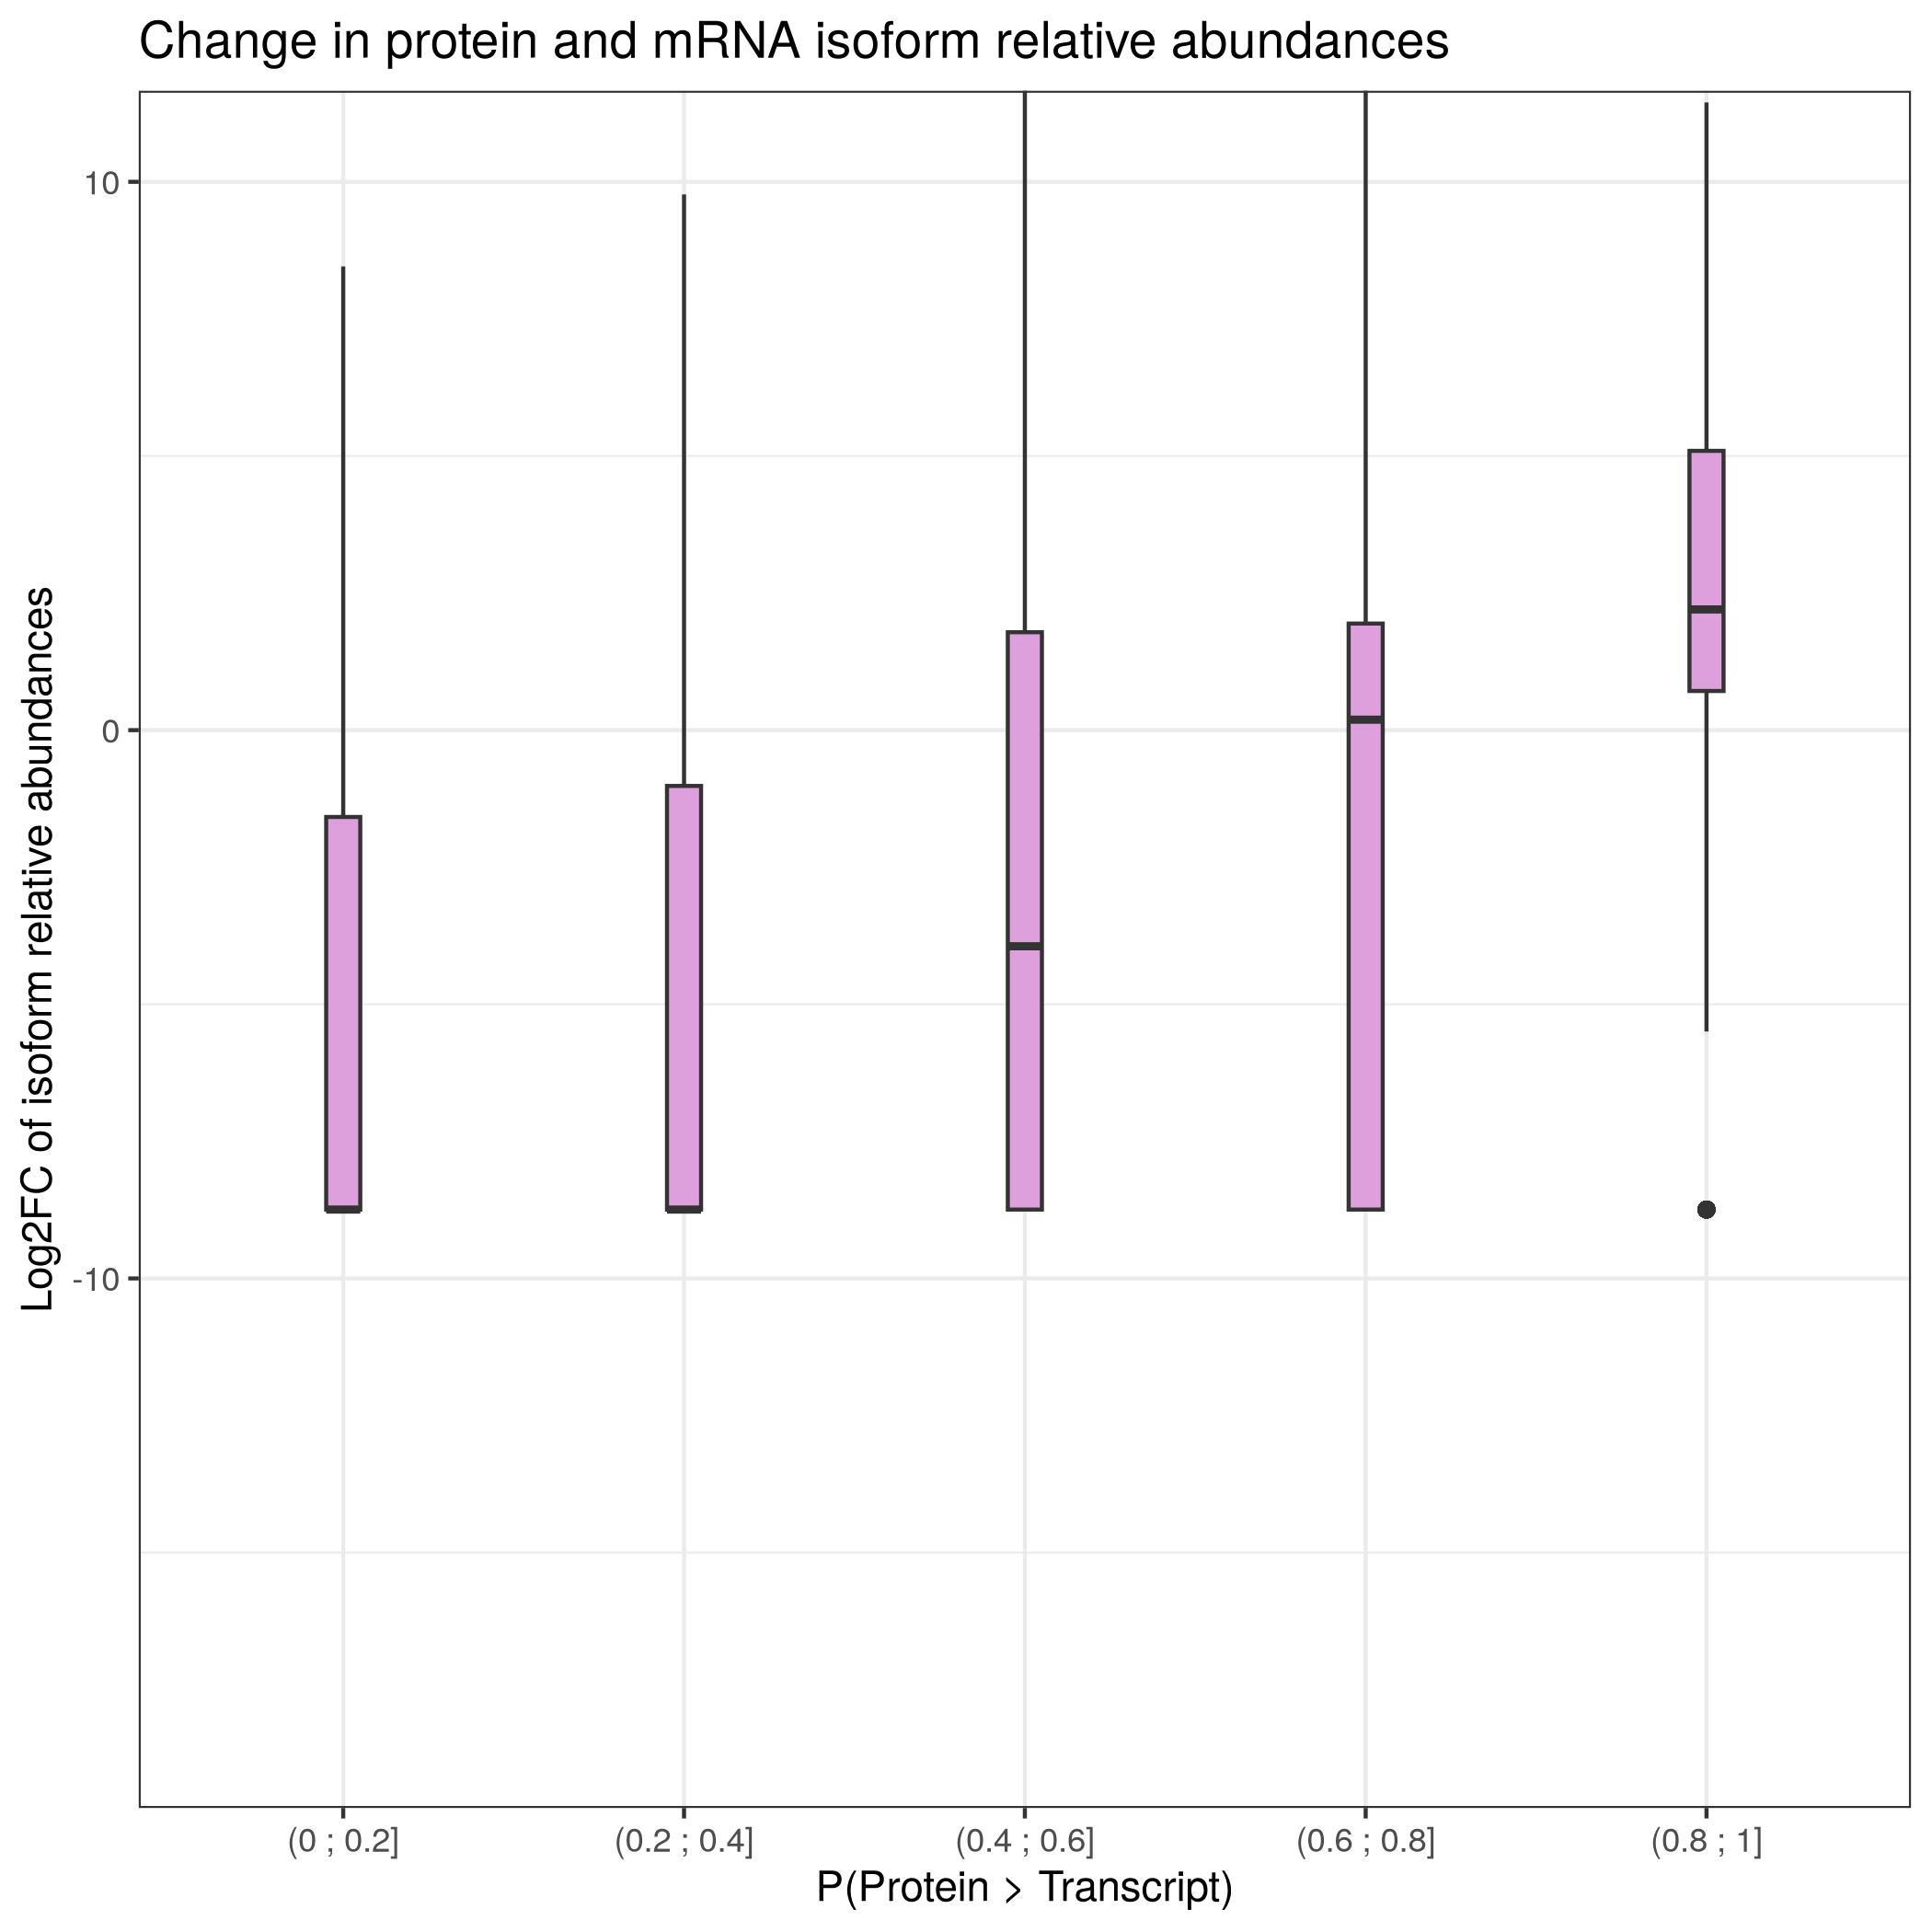 Change in protein and mRNA isoform relative abundances
Log2FC of isoform relative abundances
10
0
-10
(0 ; 0.2]
(0.2 ; 0.4]
(0.4 ; 0.6]
(0.6 ; 0.8]
(0.8 ; 1]
P(Protein > Transcript)